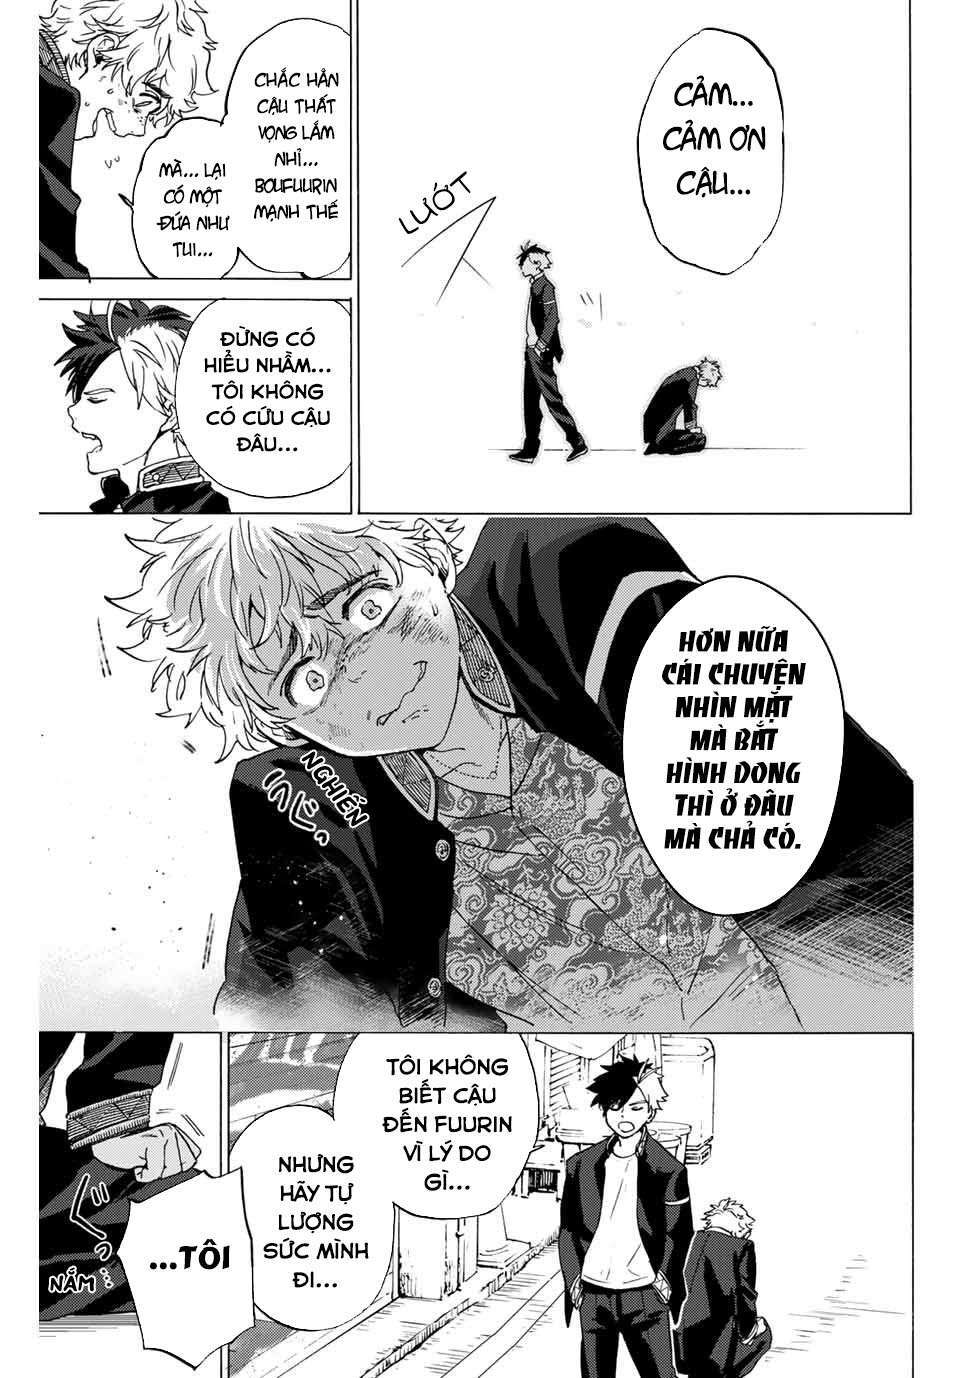 CẢM...
CẢM ƠN
CẬU...
LƯỚT
CHẮC HẲN
CẬU THẤT
VỌNG LẮM
NHỈ...
BOUFUURIN
MẠNH THẾ
MÀ... LẠI
CÓ MỘT
ĐỨA NHƯ
TUI...
ĐỪNG CÓ
HIỂU NHẦM...
TÔI KHÔNG
CÓ CỨU CẬU
ĐÂU...
HƠN NỮA
CÁI CHUYỆN
NHÌN MẶT
MÀ BẮT
HÌNH DONG
THÌ Ở ĐÂU
MÀ CHẢ CÓ.
NGHIẾN
TÔI KHÔNG
BIẾT CẬU
ĐẾN FUURIN
VÌ LÝ DO
GÌ...
NHƯNG
HÃY TỰ
LƯỢNG
SỨC MÌNH
ĐI...
...TÔI
NẮM